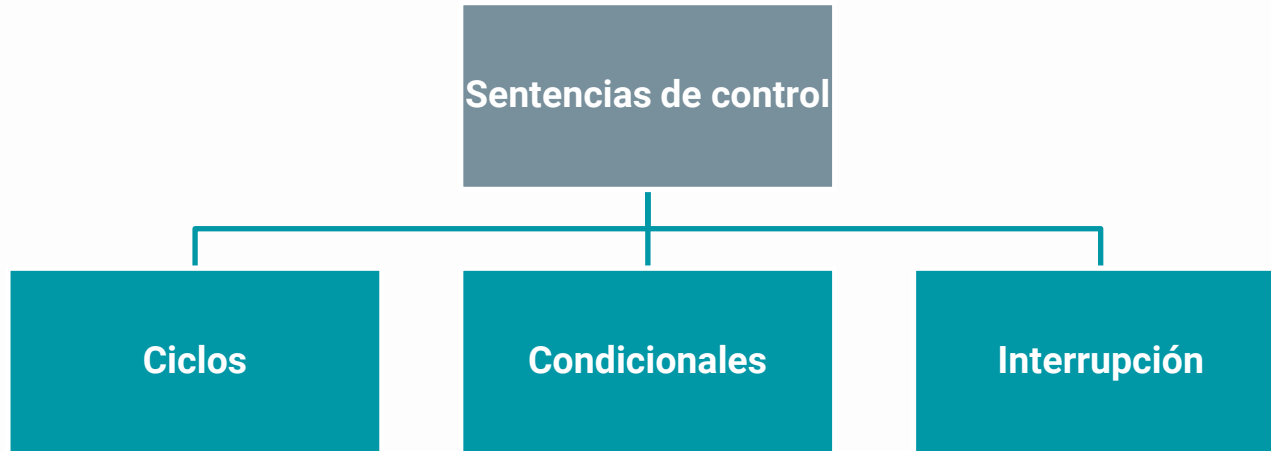 Sentencias de control
Ciclos
Condicionales
Interrupción